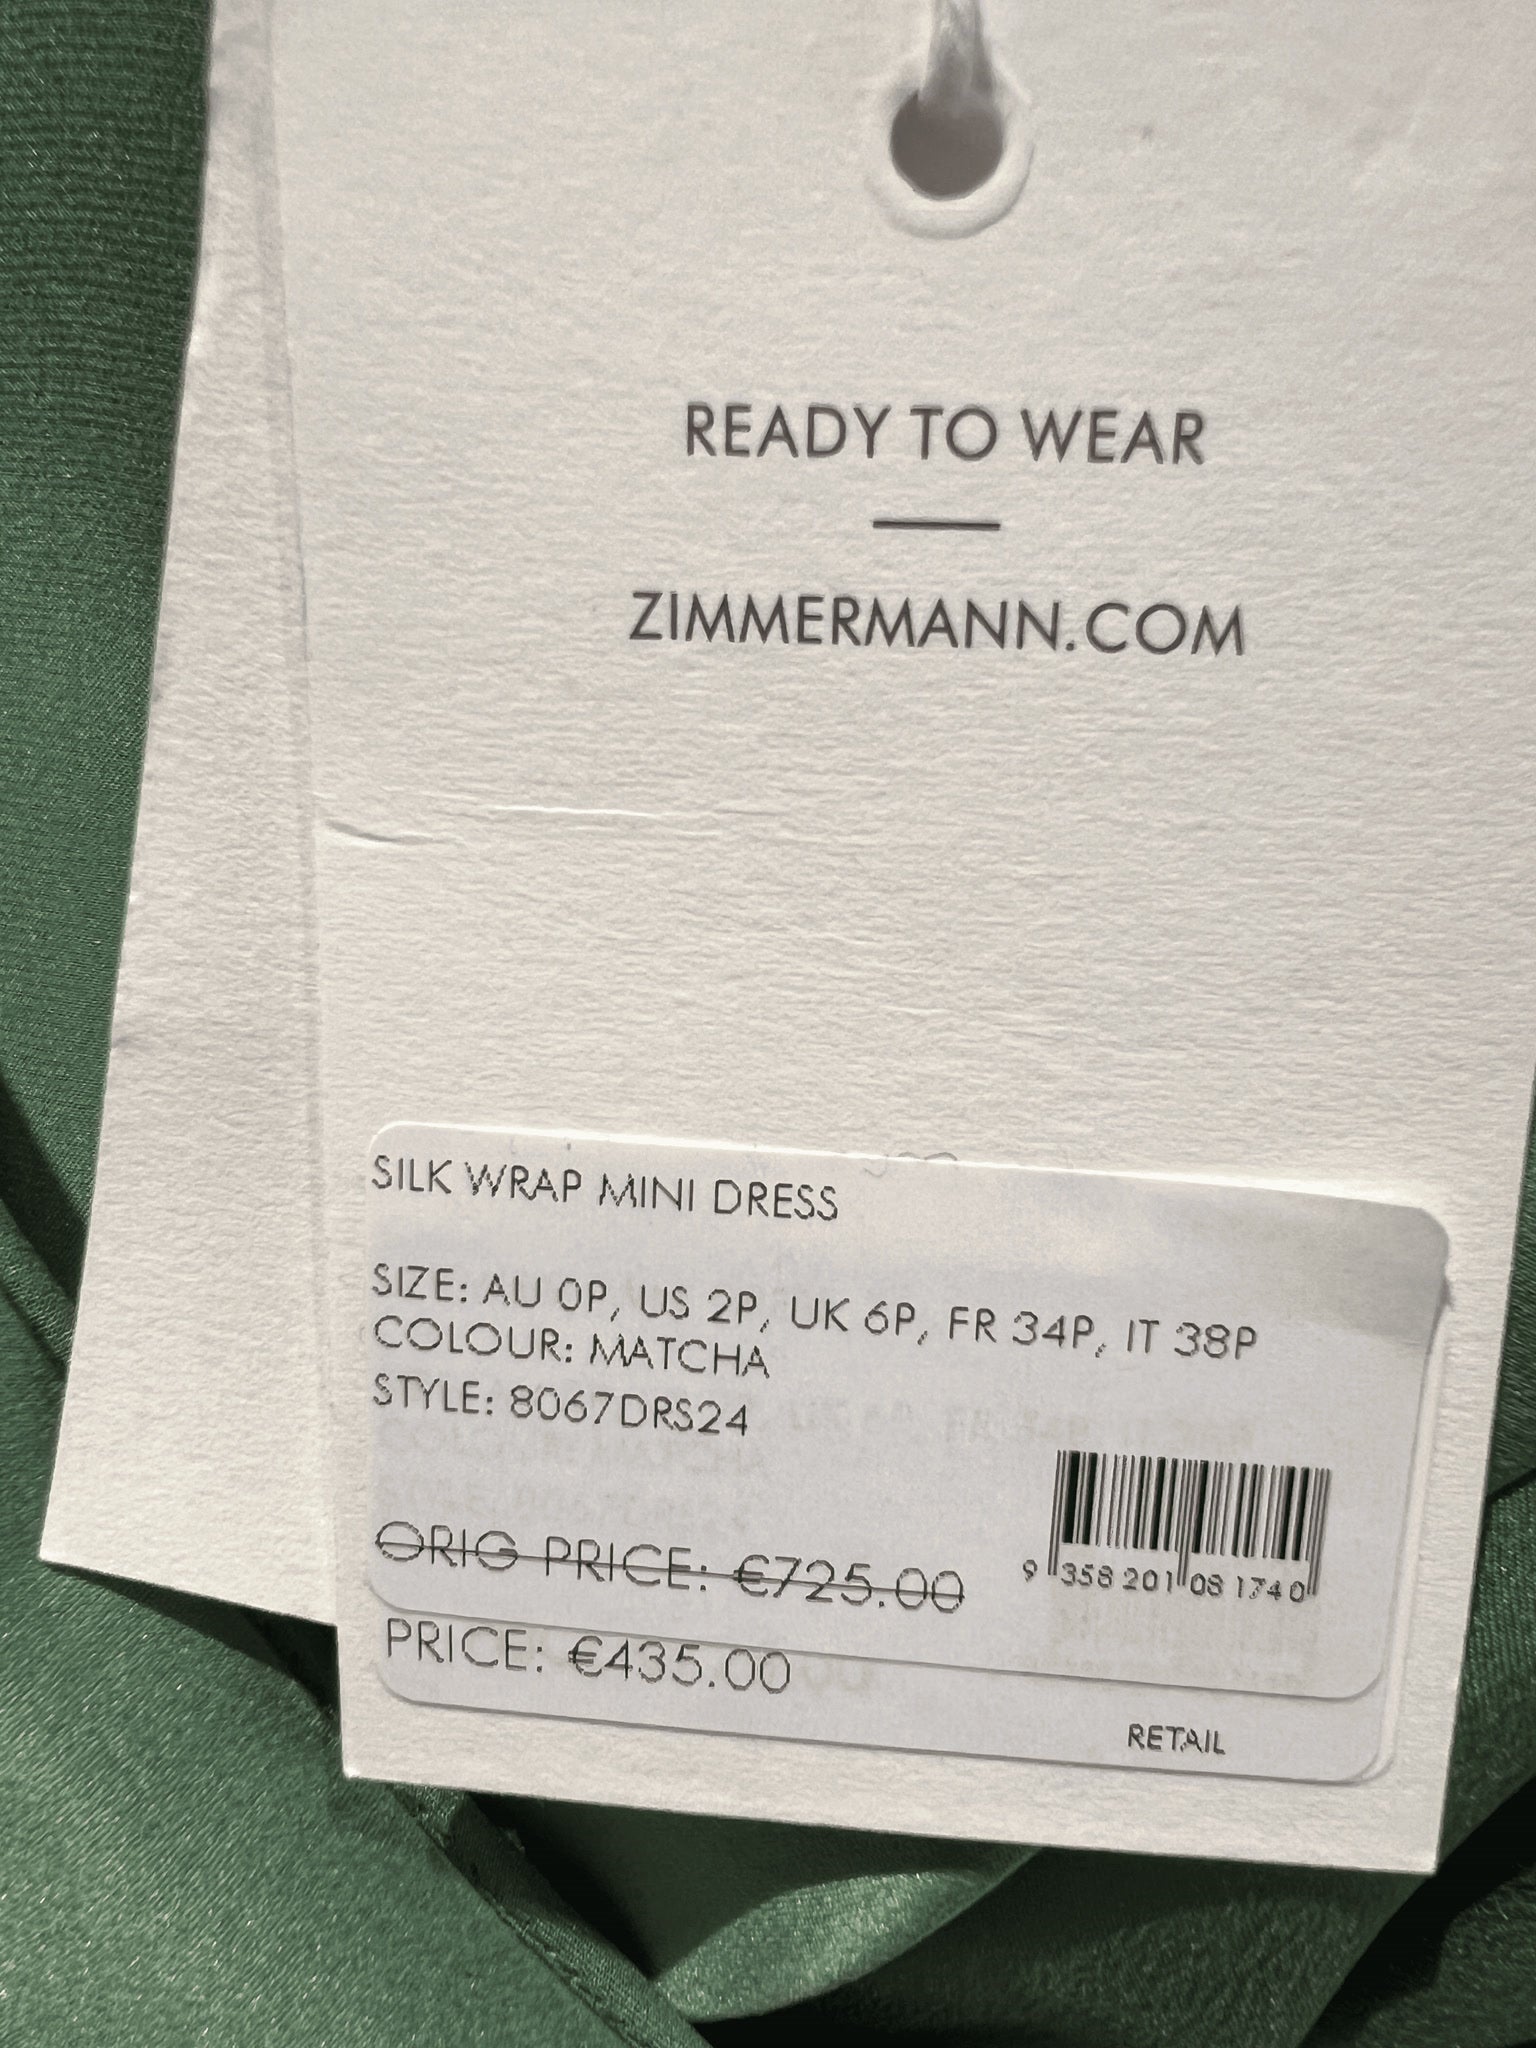 READY TO WEAR
ZIMMERMANN.COM
SILK WRAP MINI DRESS
SIZE: AU 0P, US 2P, UK 6P, FR 34P, IT 38P
COLOUR: MATCHA
STYLE: 8067DRS24
ORIG PRICE: €725.00
9 358201 081740
PRICE: €435.00
RETAIL